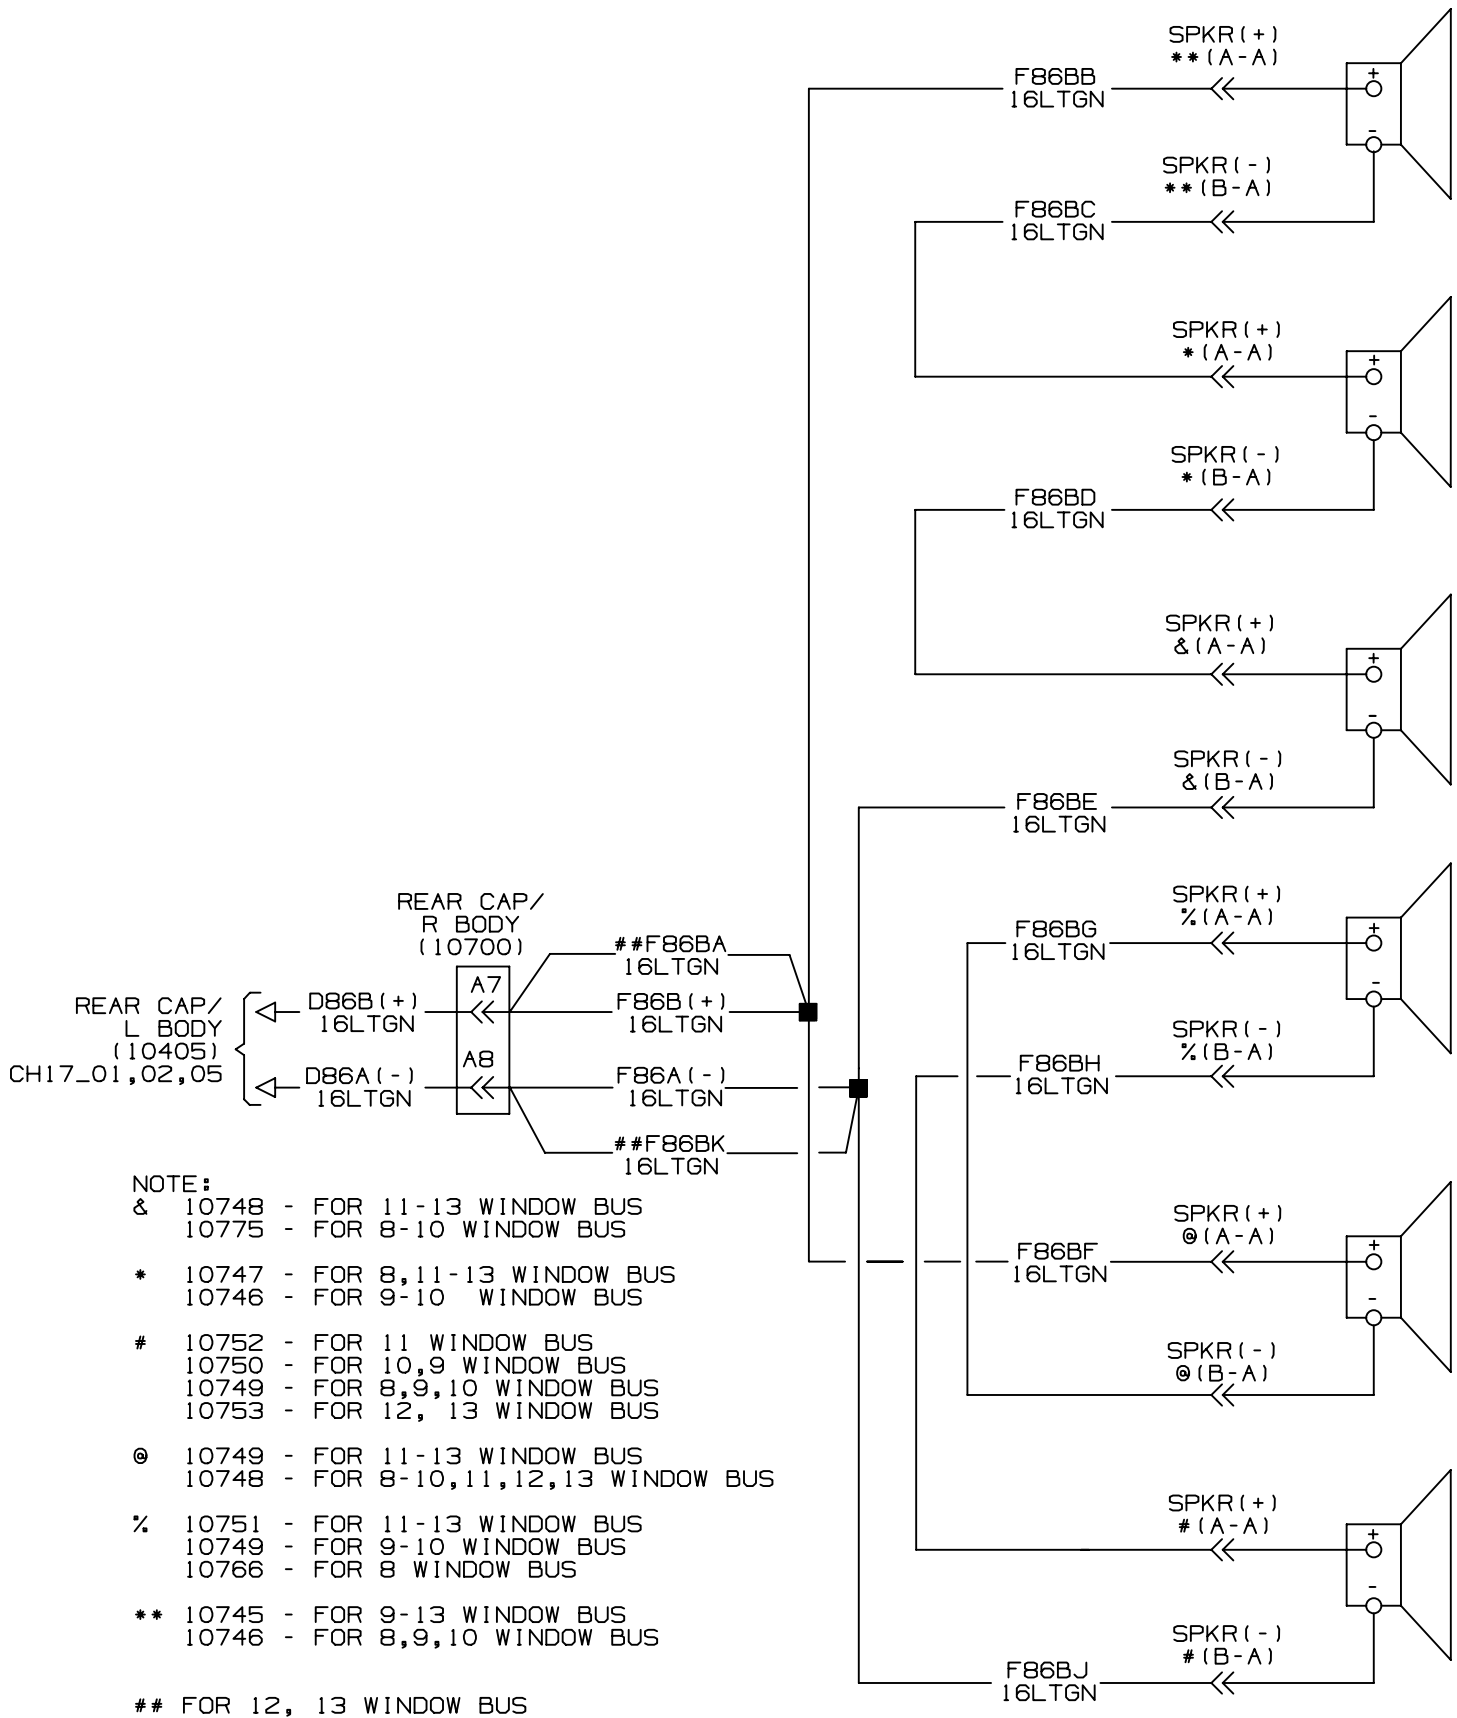 SPKR(+)
**(A-A)
F86BB
16LTGN
+
-
SPKR(-)
**(B-A)
F86BC
16LTGN
SPKR(+)
*(A-A)
+
-
SPKR(-)
*(B-A)
F86BD
16LTGN
SPKR(+)
&(A-A)
+
-
SPKR(-)
&(B-A)
F86BE
16LTGN
SPKR(+)
%(A-A)
F86BG
16LTGN
+
-
SPKR(-)
%(B-A)
F86BH
16LTGN
SPKR(+)
@(A-A)
F86BF
16LTGN
+
-
SPKR(-)
@(B-A)
SPKR(+)
#(A-A)
+
-
SPKR(-)
#(B-A)
F86BJ
16LTGN
REAR CAP/
R BODY
(10700)
A7
A8
##F86BA
16LTGN
F86B(+)
16LTGN
F86A(-)
16LTGN
##F86BK
16LTGN
D86B(+)
16LTGN
D86A(-)
16LTGN
REAR CAP/
L BODY
(10405)
CH17_01,02,05
NOTE:
& 10748 - FOR 11-13 WINDOW BUS
10775 - FOR 8-10 WINDOW BUS
* 10747 - FOR 8,11-13 WINDOW BUS
10746 - FOR 9-10 WINDOW BUS
# 10752 - FOR 11 WINDOW BUS
10750 - FOR 10,9 WINDOW BUS
10749 - FOR 8,9,10 WINDOW BUS
10753 - FOR 12, 13 WINDOW BUS
@ 10749 - FOR 11-13 WINDOW BUS
10748 - FOR 8-10,11,12,13 WINDOW BUS
% 10751 - FOR 11-13 WINDOW BUS
10749 - FOR 9-10 WINDOW BUS
10766 - FOR 8 WINDOW BUS
** 10745 - FOR 9-13 WINDOW BUS
10746 - FOR 8,9,10 WINDOW BUS
## FOR 12, 13 WINDOW BUS